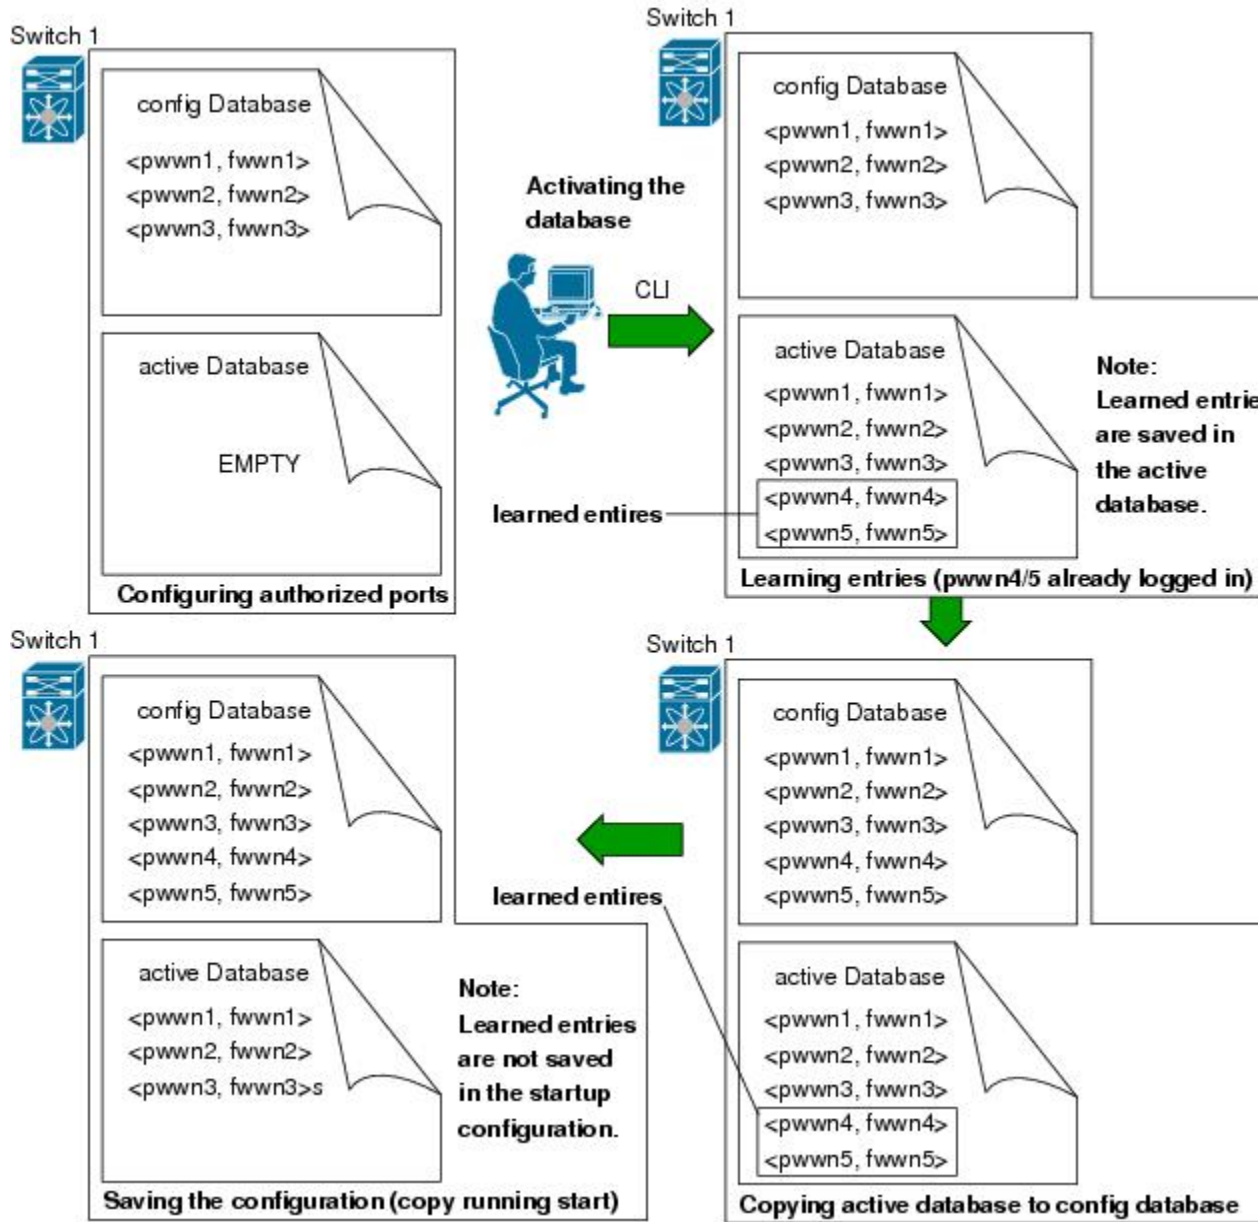 Switch 1
config Database
<pwwn1, fwwn1>
<pwwn2, fwwn2>
<pwwn3, fwwn3>
active Database
EMPTY
Configuring authorized ports
Activating the
database
CLI
Switch 1
config Database
<pwwn1, fwwn1>
<pwwn2, fwwn2>
<pwwn3, fwwn3>
active Database
<pwwn1, fwwn1>
<pwwn2, fwwn2>
<pwwn3, fwwn3>
<pwwn4, fwwn4>
<pwwn5, fwwn5>
learned entires
Note:
Learned entrie
are saved in
the active
database.
Learning entries (pwwn4/5 already logged in)
Switch 1
config Database
<pwwn1, fwwn1>
<pwwn2, fwwn2>
<pwwn3, fwwn3>
<pwwn4, fwwn4>
<pwwn5, fwwn5>
active Database
<pwwn1, fwwn1>
<pwwn2, fwwn2>
<pwwn3, fwwn3>
<pwwn4, fwwn4>
<pwwn5, fwwn5>
learned entires
Copying active database to config database
Switch 1
config Database
<pwwn1, fwwn1>
<pwwn2, fwwn2>
<pwwn3, fwwn3>
<pwwn4, fwwn4>
<pwwn5, fwwn5>
active Database
<pwwn1, fwwn1>
<pwwn2, fwwn2>
<pwwn3, fwwn3>s
Note:
Learned entries
are not saved
in the startup
configuration.
Saving the configuration (copy running start)